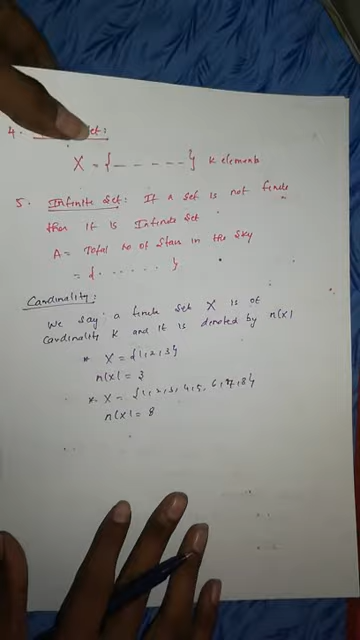 4. Set:
X = {_ _ _ _ _ _} K elements
5. Infinite Set: If a set is not finite
then it is Infinite Set
A = Total no of Stars in the Sky
= {. . . . . .}
Cardinality:
We say a finite set X is of
cardinality K and it is denoted by n(X)
* X = {1,2,3}
n(X) = 3
* X = {1,2,3,4,5,6,7,8}
n(X) = 8